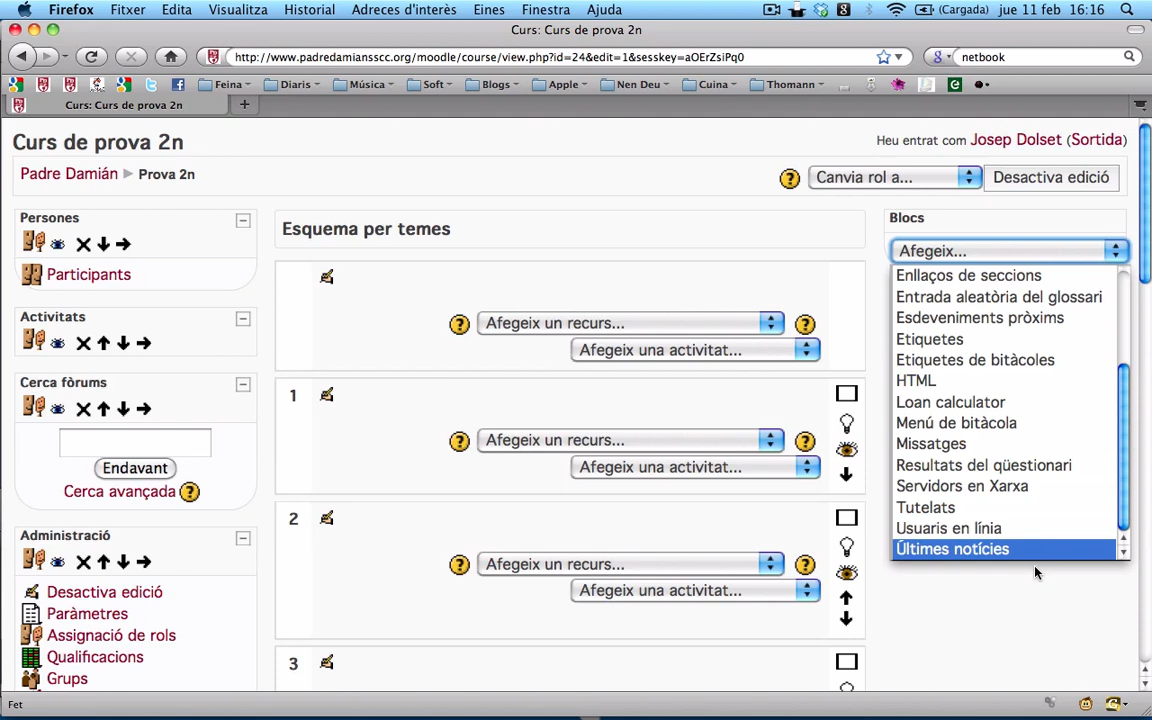 Firefox Fitxer Edita Visualitza Historial Adreces d'interès Eines Finestra Ajuda (Cargada) jue 11 feb 16:16
Curs: Curs de prova 2n
http://www.padredamiansscc.org/moodle/course/view.php?id=24&edit=1&sesskey=aOErZsiPq0 netbook
Feina Diaris Música Soft Blogs Apple Nen Deu Cuina Thomann
Curs: Curs de prova 2n
Curs de prova 2n
Heu entrat com Josep Dolset (Sortida)
Padre Damián ► Prova 2n
Canvia rol a... Desactiva edició
Persones
Participants
Activitats
Cerca fòrums
Endavant
Cerca avançada
Administració
Desactiva edició
Paràmetres
Assignació de rols
Qualificacions
Grups
Esquema per temes
Afegeix un recurs...
Afegeix una activitat...
1
Afegeix un recurs...
Afegeix una activitat...
2
Afegeix un recurs...
Afegeix una activitat...
3
Blocs
Afegeix...
Enllaços de seccions
Entrada aleatòria del glossari
Esdeveniments pròxims
Etiquetes
Etiquetes de bitàcoles
HTML
Loan calculator
Menú de bitàcola
Missatges
Resultats del qüestionari
Servidors en Xarxa
Tutelats
Usuaris en línia
Últimes notícies
Fet